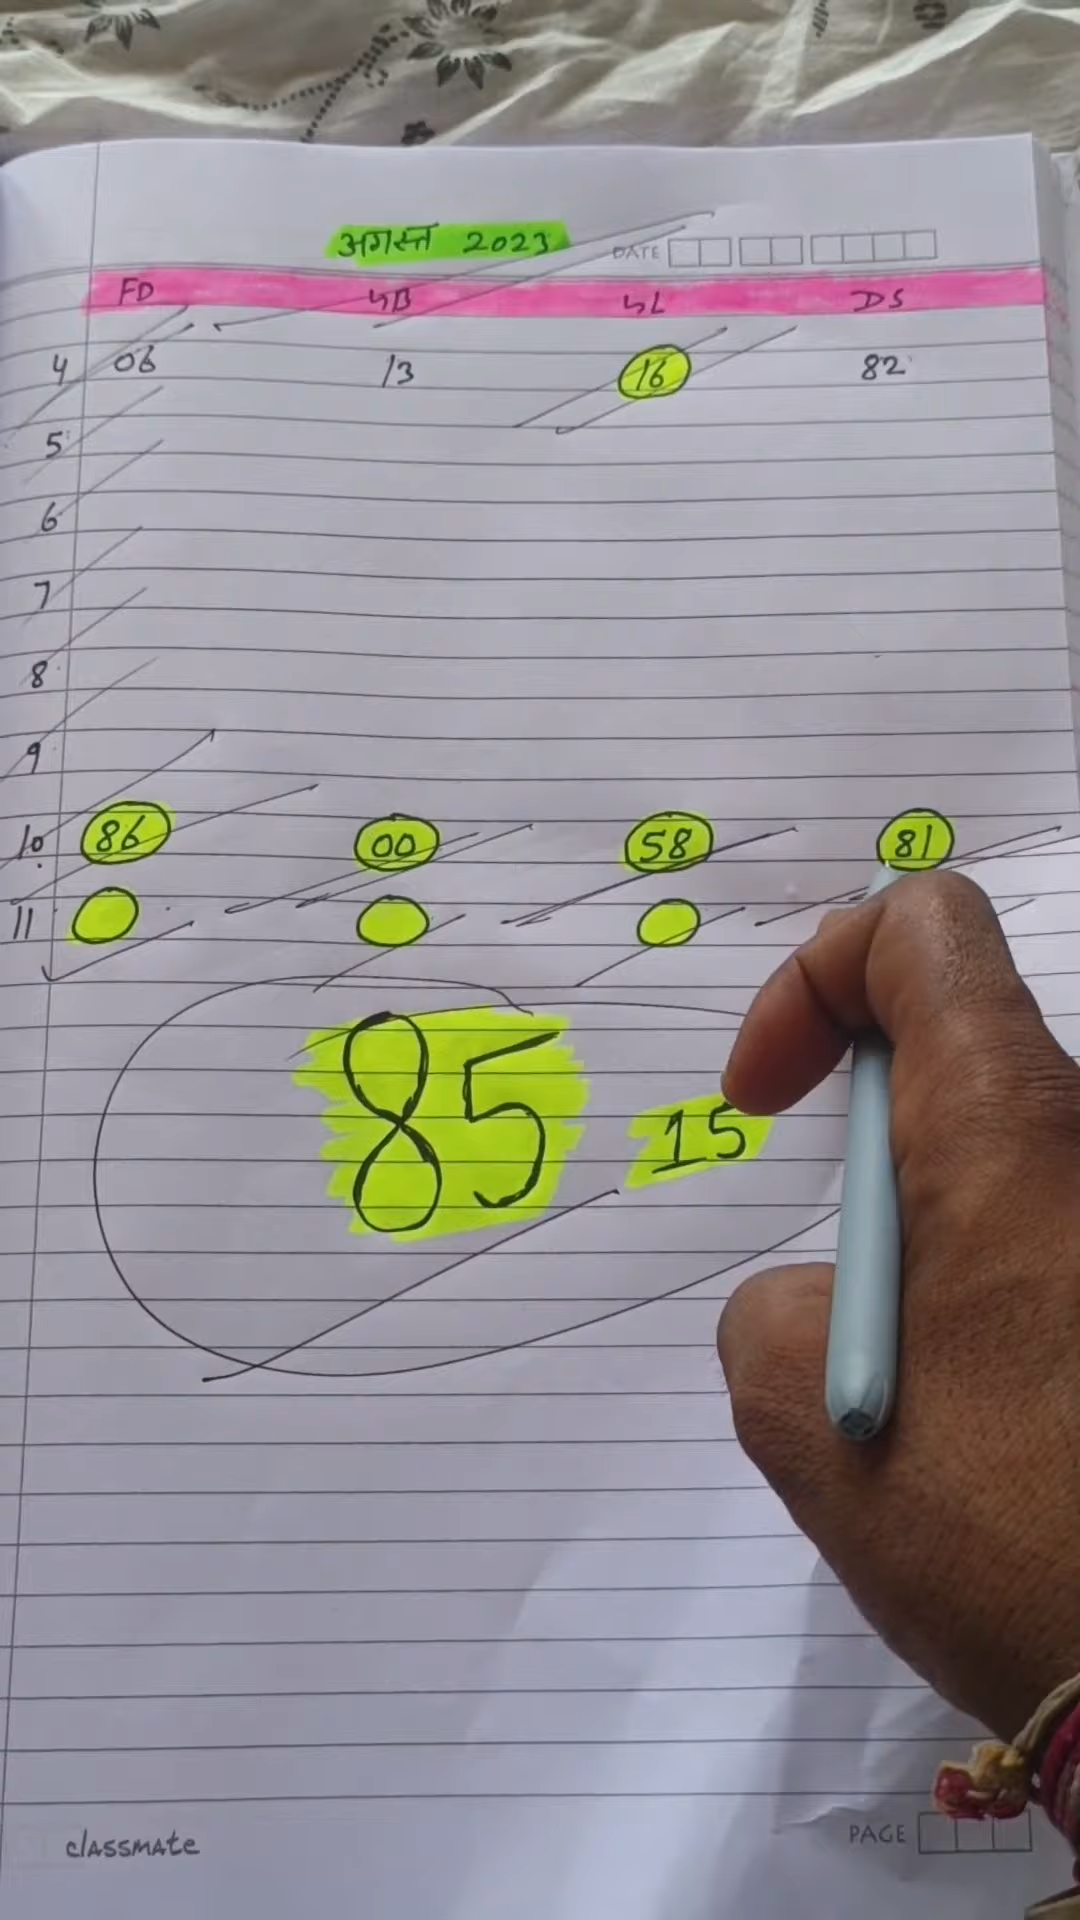 अगस्त 2023
DATE
FD GB GL DS
4 06 13 16 82
5
6
7
8
9
10 86 00 58 81
11
85 15
classmate PAGE